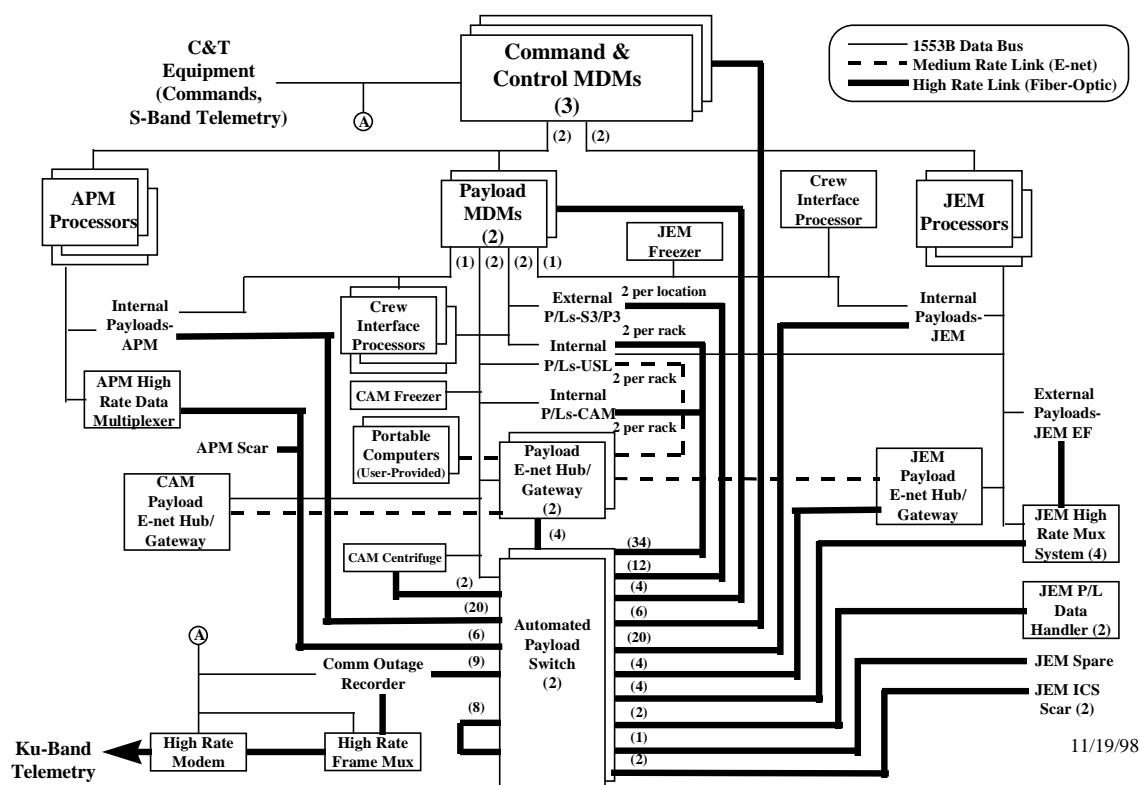 C&T
Equipment
(Commands,
S-Band Telemetry)
A
Command &
Control MDMs
(3)
1553B Data Bus
Medium Rate Link (E-net)
High Rate Link (Fiber-Optic)
(2)
(2)
APM
Processors
Payload
MDMs
(2)
Crew
Interface
Processor
JEM
Processors
JEM
Freezer
(1)
(2)
(2)
(1)
Internal
Payloads-
APM
Crew
Interface
Processors
External
P/Ls-S3/P3
2 per location
Internal
P/Ls-USL
2 per rack
2 per rack
Internal
Payloads-
JEM
APM High
Rate Data
Multiplexer
CAM Freezer
Internal
P/Ls-CAM
2 per rack
External
Payloads-
JEM EF
APM Scar
Portable
Computers
(User-Provided)
Payload
E-net Hub/
Gateway
(2)
JEM
Payload
E-net Hub/
Gateway
CAM
Payload
E-net Hub/
Gateway
JEM High
Rate Mux
System (4)
(4)
CAM Centrifuge
(34)
(12)
(4)
(6)
(20)
(4)
(4)
(2)
(1)
(2)
(2)
(20)
(6)
(9)
(8)
Automated
Payload
Switch
(2)
JEM P/L
Data
Handler (2)
JEM Spare
JEM ICS
Scar (2)
A
Comm Outage
Recorder
Ku-Band
Telemetry
High Rate
Modem
High Rate
Frame Mux
11/19/98